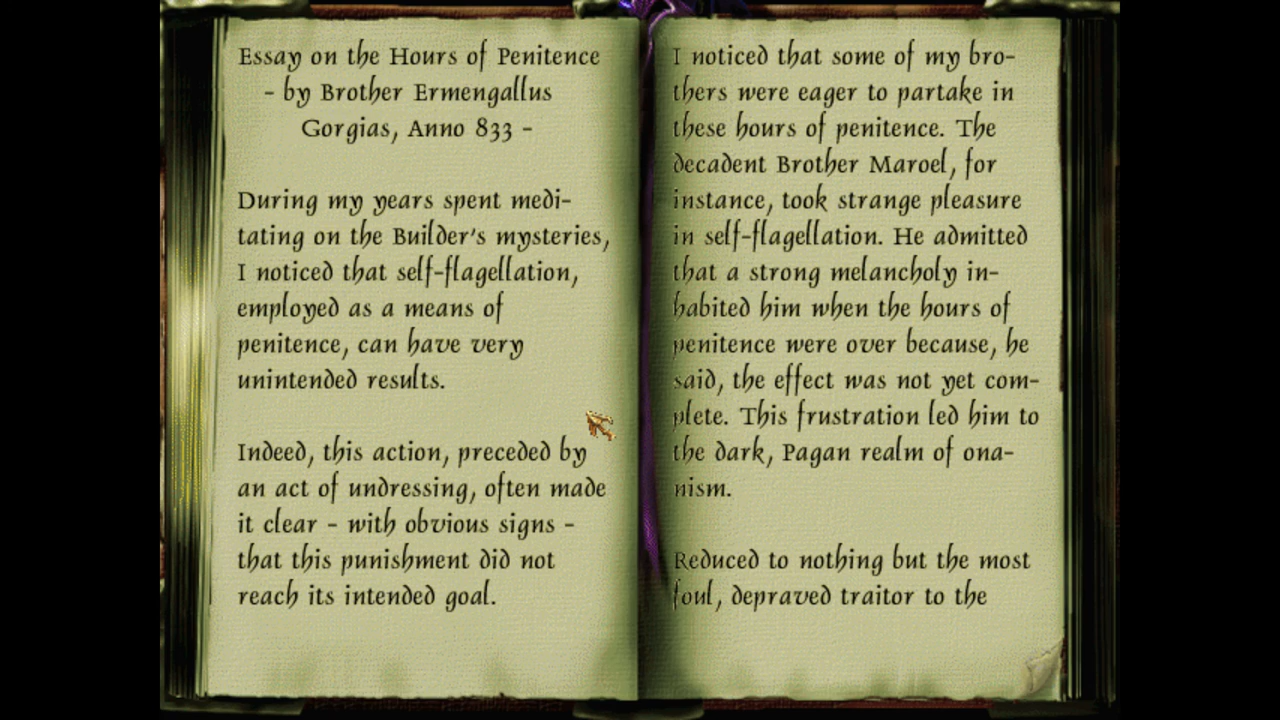 Essay on the Hours of Penitence
- by Brother Ermengallus
Gorgias, Anno 833 -
During my years spent medi-
tating on the Builder's mysteries,
I noticed that self-flagellation,
employed as a means of
penitence, can have very
unintended results.
Indeed, this action, preceded by
an act of undressing, often made
it clear - with obvious signs -
that this punishment did not
reach its intended goal.
I noticed that some of my bro-
thers were eager to partake in
these hours of penitence. The
decadent Brother Maroel, for
instance, took strange pleasure
in self-flagellation. He admitted
that a strong melancholy in-
habited him when the hours of
penitence were over because, he
said, the effect was not yet com-
plete. This frustration led him to
the dark, Pagan realm of ona-
nism.
Reduced to nothing but the most
foul, depraved traitor to the